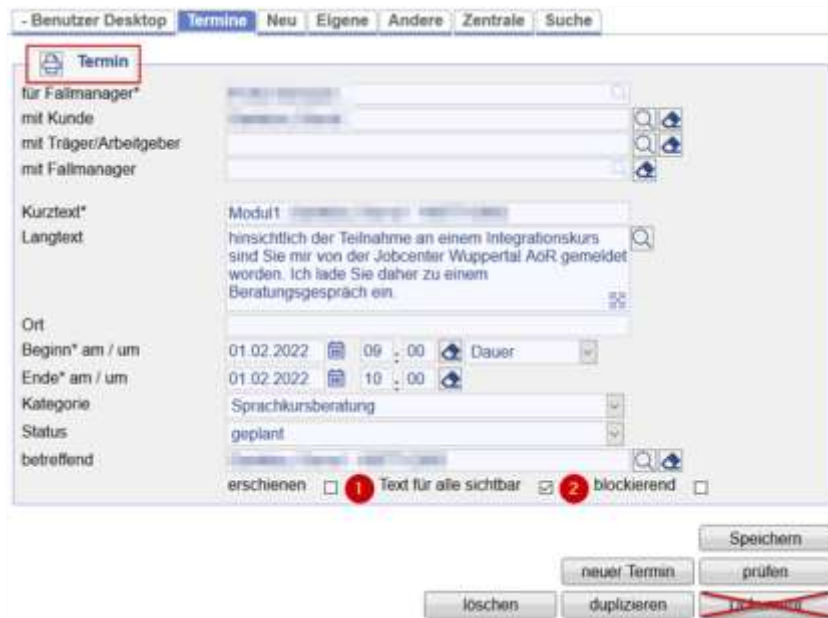 - Benutzer Desktop Termine Neu Eigene Andere Zentrale Suche
Termin
für Fallmanager*
mit Kunde
mit Träger/Arbeitgeber
mit Fallmanager
Kurztext* Modul1
Langtext hinsichtlich der Teilnahme an einem Integrationskurs
sind Sie mir von der Jobcenter Wuppertal AöR gemeldet
worden. Ich lade Sie daher zu einem
Beratungsgespräch ein.
Ort
Beginn* am / um 01.02.2022 09 : 00 Dauer
Ende* am / um 01.02.2022 10 : 00
Kategorie Sprachkursberatung
Status geplant
betreffend
erschienen 1 Text für alle sichtbar 2 blockierend
Speichern
neuer Termin prüfen
löschen duplizieren